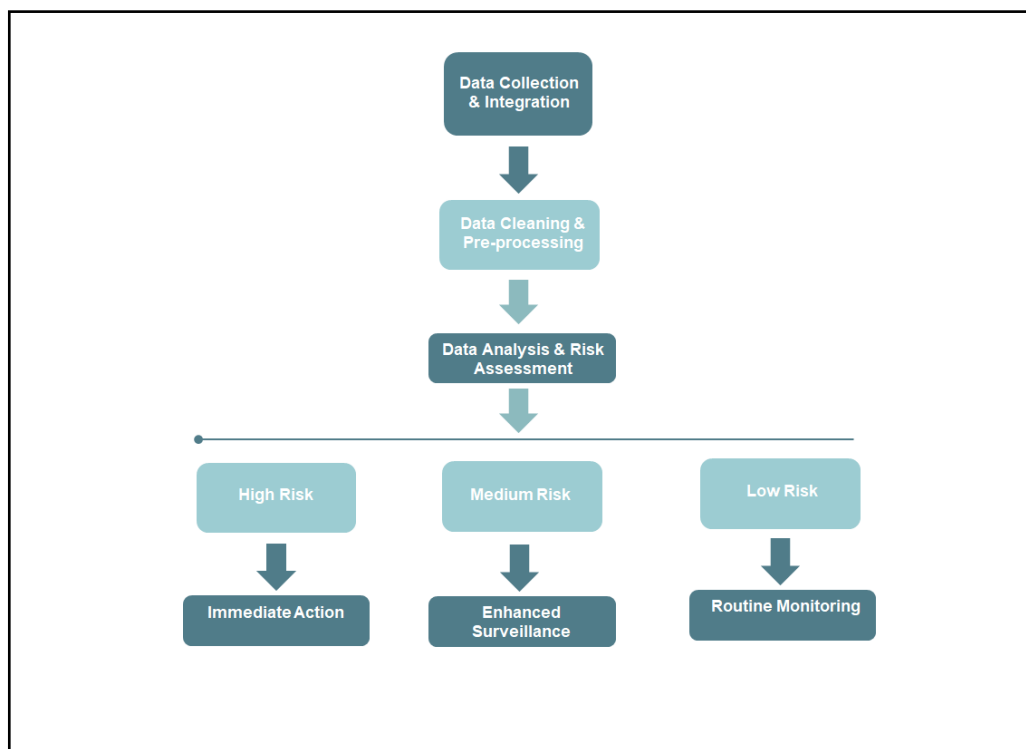 Data Collection
& Integration
Data Cleaning &
Pre-processing
Data Analysis & Risk
Assessment
High Risk
Medium Risk
Low Risk
Immediate Action
Enhanced
Surveillance
Routine Monitoring